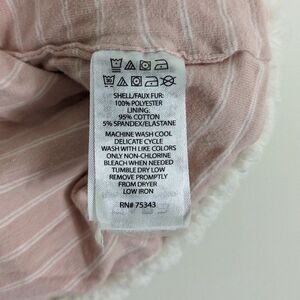 SHELL/FAUX FUR:
100% POLYESTER
LINING:
95% COTTON
5% SPANDEX/ELASTANE
MACHINE WASH COOL
DELICATE CYCLE
WASH WITH LIKE COLORS
ONLY NON-CHLORINE
BLEACH WHEN NEEDED
TUMBLE DRY LOW
REMOVE PROMPTLY
FROM DRYER
LOW IRON
RN# 75343